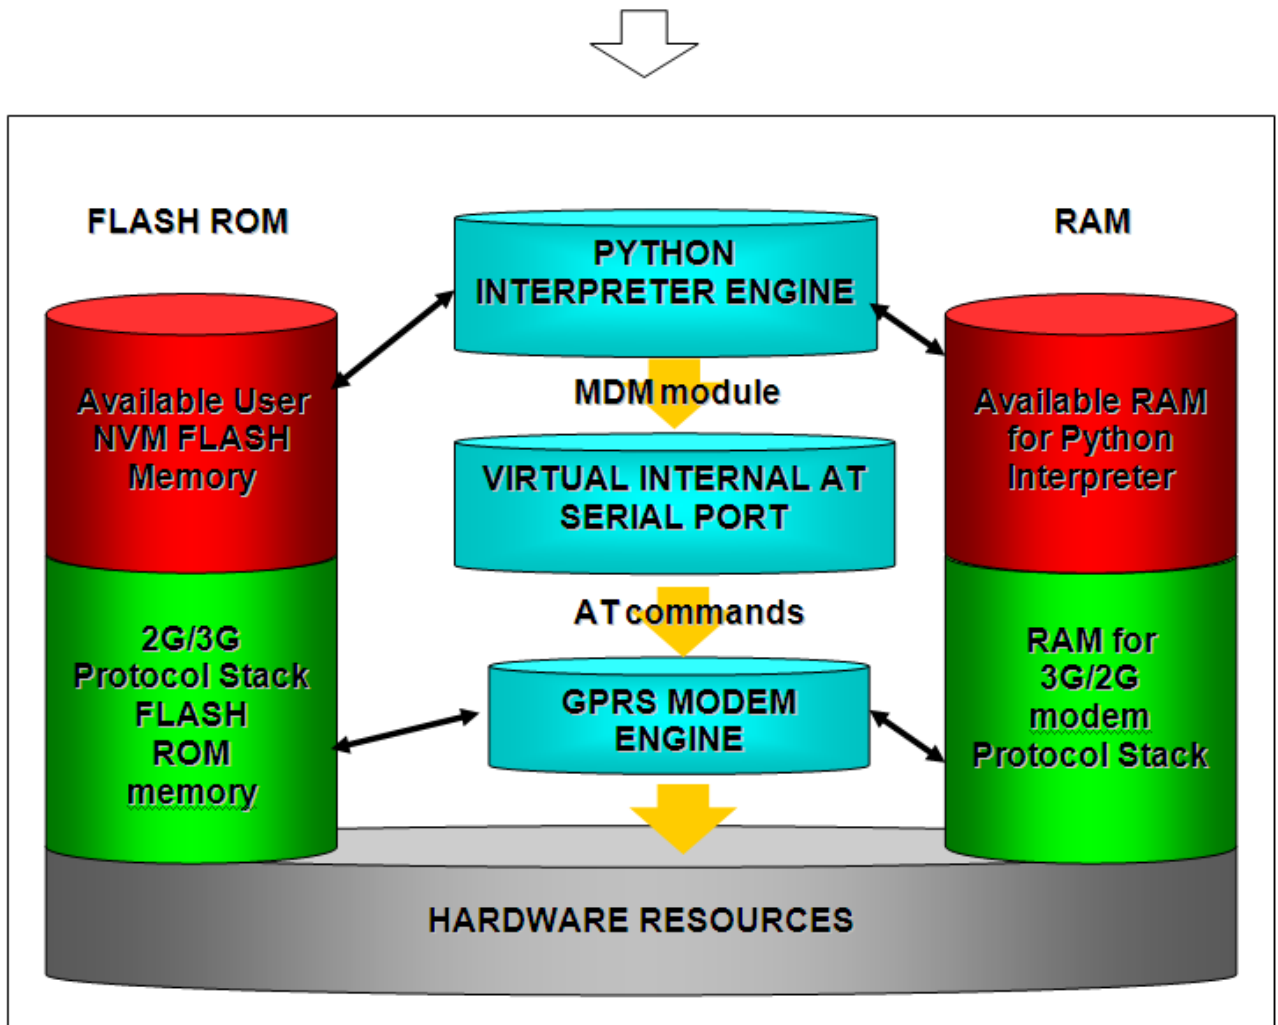 FLASH ROM
RAM
PYTHON
INTERPRETER ENGINE
Available User
NVM FLASH
Memory
MDM module
Available RAM
for Python
Interpreter
VIRTUAL INTERNAL AT
SERIAL PORT
AT commands
2G/3G
Protocol Stack
FLASH
ROM
memory
GPRS MODEM
ENGINE
RAM for
3G/2G
modem
Protocol Stack
HARDWARE RESOURCES